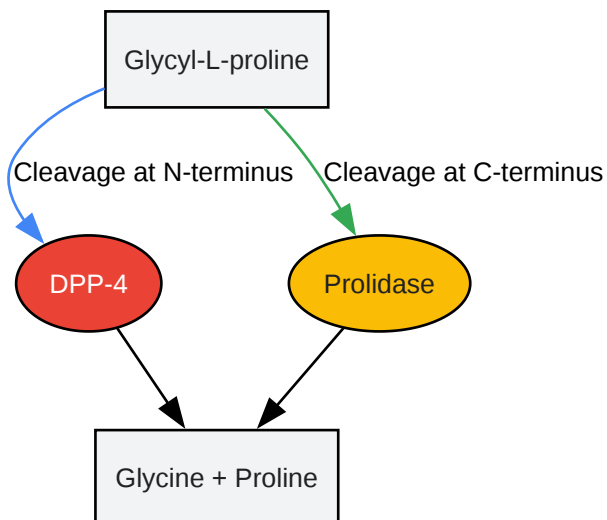 Glycyl-L-proline
Cleavage at N-terminus
Cleavage at C-terminus
DPP-4
Prolidase
Glycine + Proline